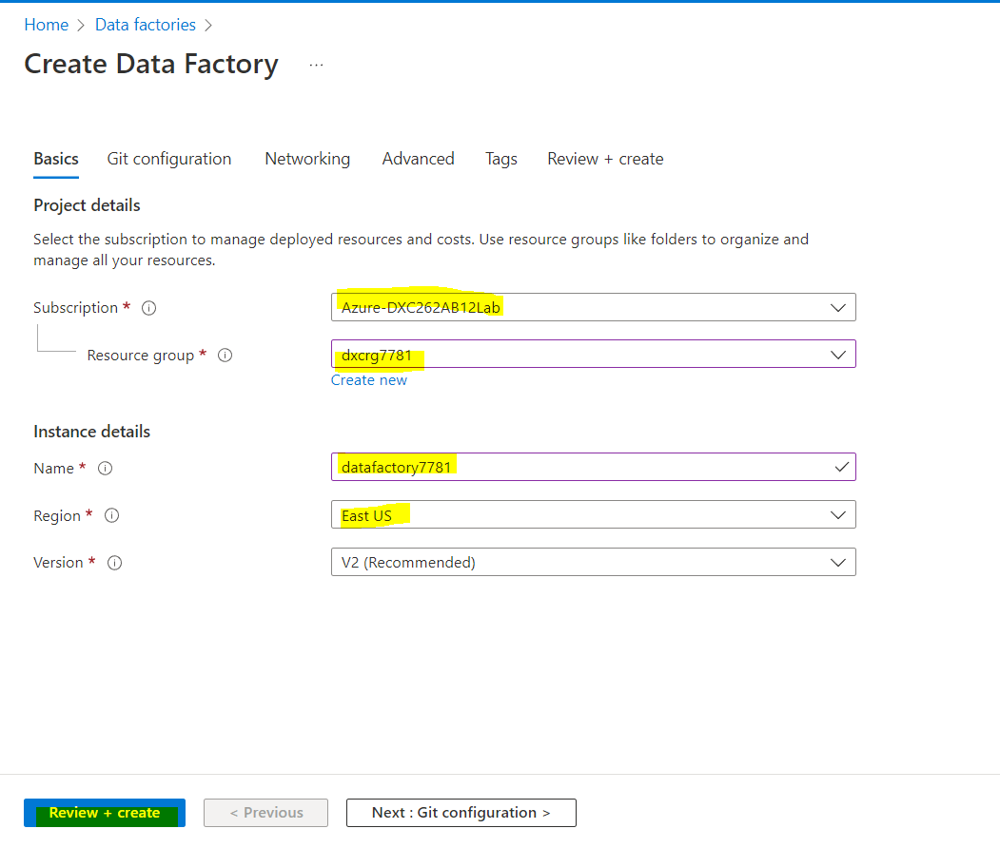 Home > Data factories >
Create Data Factory ...
Basics Git configuration Networking Advanced Tags Review + create
Project details
Select the subscription to manage deployed resources and costs. Use resource groups like folders to organize and
manage all your resources.
Subscription * Azure-DXC262AB12Lab
Resource group * dxcrg7781
Create new
Instance details
Name * datafactory7781
Region * East US
Version * V2 (Recommended)
Review + create < Previous Next : Git configuration >